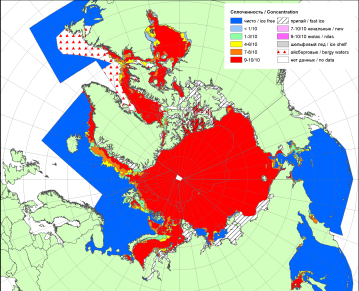 Сплоченность / Concentration
чисто / ice free
< 1/10
1-3/10
4-6/10
7-8/10
9-10/10
припай / fast ice
7-10/10 начальные / new
9-10/10 нилас / nilas
шельфовый лед / ice shelf
айсберговые / bergy waters
нет данных / no data